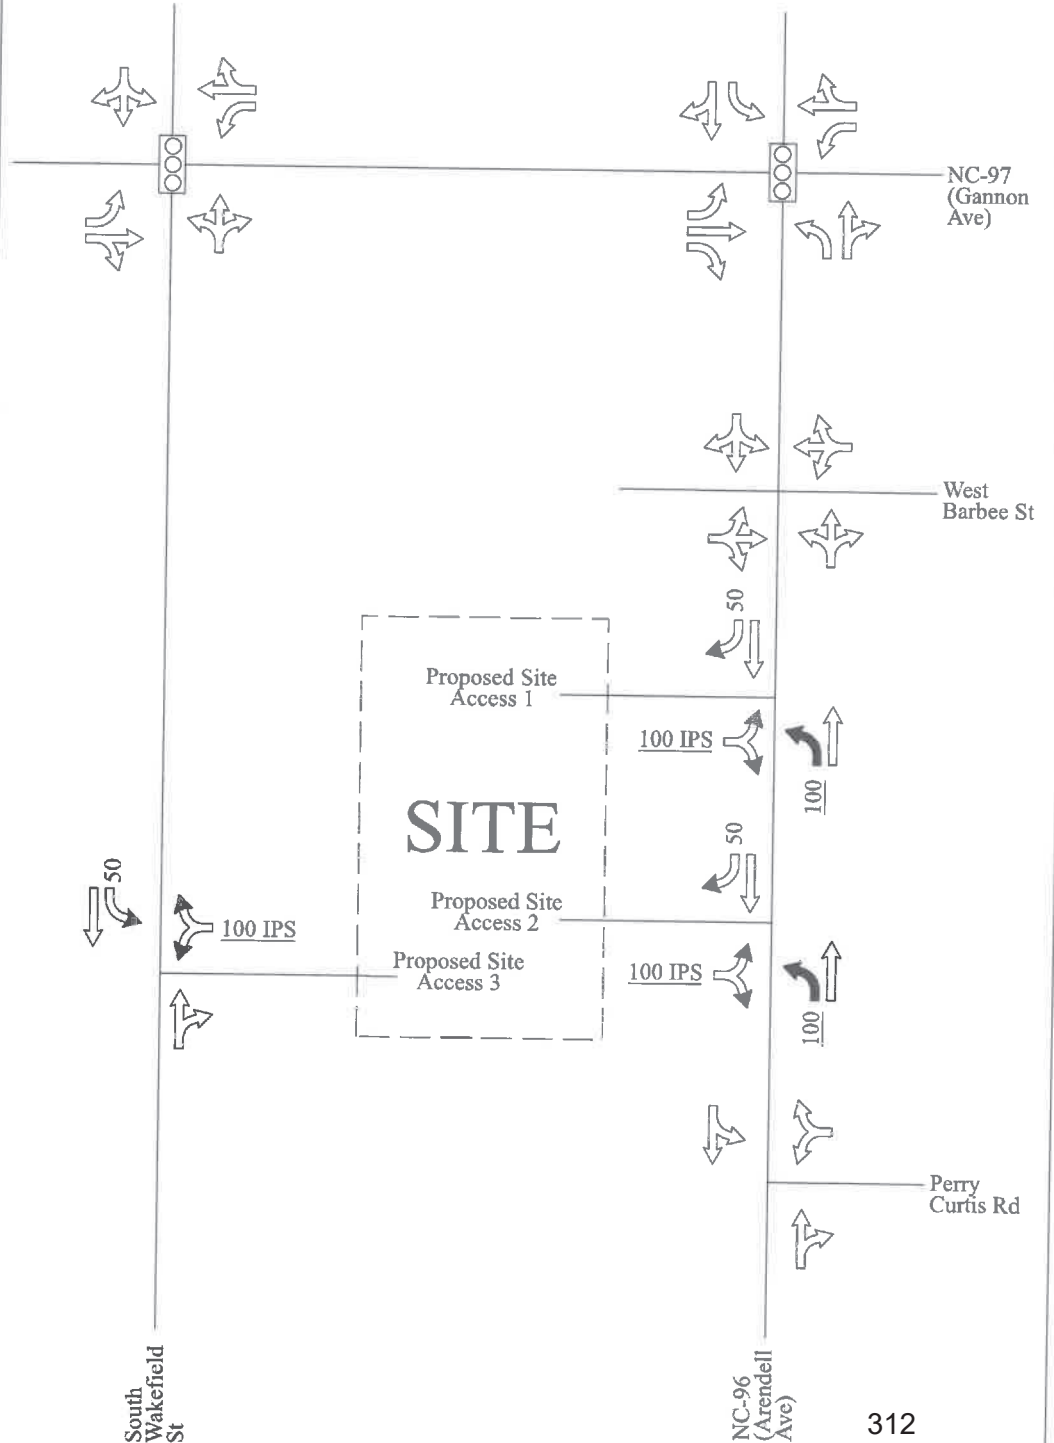 NC-97
(Gannon
Ave)
West
Barbee St
50
Proposed Site
Access 1
100 IPS
100
SITE
50
50
Proposed Site
Access 2
100 IPS
Proposed Site
Access 3
100 IPS
100
Perry
Curtis Rd
South
Wakefield
St
NC-96
(Arendell
Ave)
312